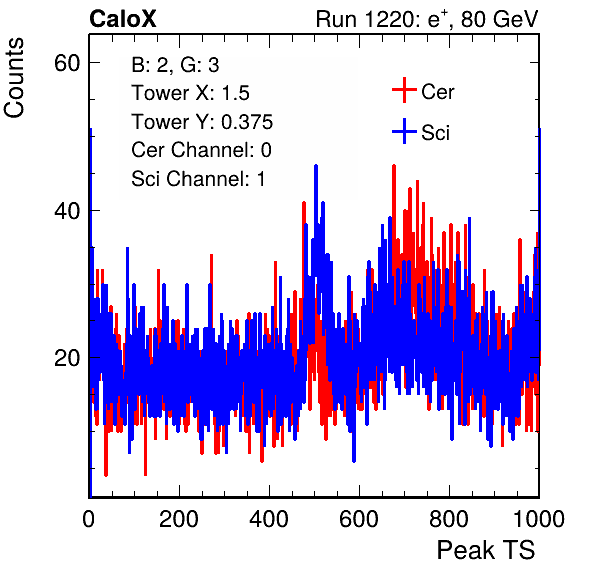 CaloX Run 1220: e⁺, 80 GeV
Counts
B: 2, G: 3
Tower X: 1.5
Tower Y: 0.375
Cer Channel: 0
Sci Channel: 1
Cer
Sci
60
40
20
0 200 400 600 800 1000
Peak TS